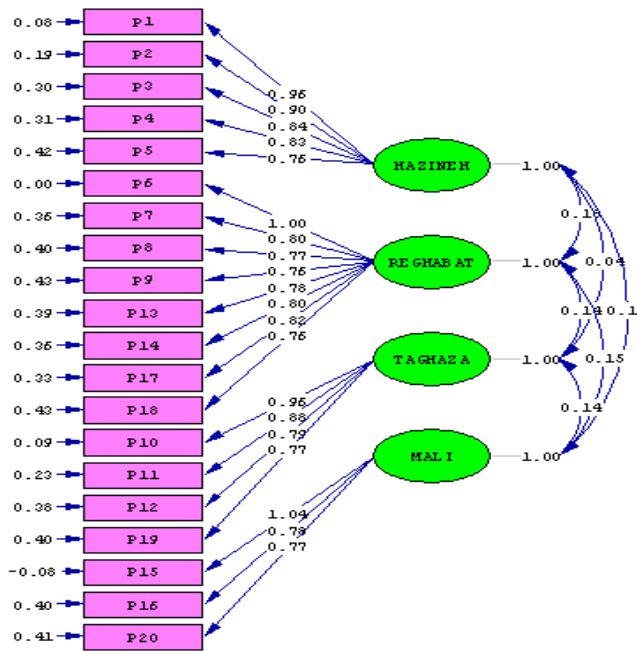 0.08 P1
0.19 P2
0.30 P3
0.31 P4
0.42 P5
0.00 P6
0.35 P7
0.40 P8
0.43 P9
0.39 P13
0.35 P14
0.33 P17
0.43 P18
0.09 P10
0.23 P11
0.38 P12
0.40 P19
-0.08 P15
0.40 P16
0.41 P20
0.96
0.90
0.84
0.83
0.76
1.00
0.80
0.77
0.75
0.78
0.80
0.82
0.75
0.95
0.88
0.79
0.77
1.04
0.78
0.77
HAZINEH 1.00
REGHABAT 1.00
TAGHAZA 1.00
MALI 1.00
0.04
0.1
0.14
0.15
0.14